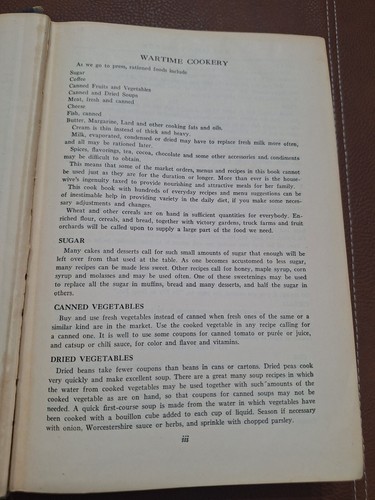 WARTIME COOKERY
As we go to press, rationed foods include
Sugar
Coffee
Canned Fruits and Vegetables
Canned and Dried Soups
Meat, fresh and canned
Cheese
Fish, canned
Butter, Margarine, Lard and other cooking fats and oils.
Cream is thin instead of thick and heavy.
Milk, evaporated, condensed or dried may have to replace fresh milk more often,
and all may be rationed later.
Spices, flavorings, tea, cocoa, chocolate and some other accessories and condiments
may be difficult to obtain.
This means that some of the market orders, menus and recipes in this book cannot
be used just as they are for the duration or longer. More than ever is the house-
wive's ingenuity taxed to provide nourishing and attractive meals for her family.
This cook book with hundreds of everyday recipes and menu suggestions can be
of inestimable help in providing variety in the daily diet, if you make some neces-
sary adjustments and changes.
Wheat and other cereals are on hand in sufficient quantities for everybody. En-
riched flour, cereals, and bread, together with victory gardens, truck farms and fruit
orchards will be called upon to supply a large part of the food we need.
SUGAR
Many cakes and desserts call for such small amounts of sugar that enough will be
left over from that used at the table. As one becomes accustomed to less sugar,
many recipes can be made less sweet. Other recipes call for honey, maple syrup, corn
syrup and molasses and may be used often. One of these sweetenings may be used
to replace all the sugar in muffins, bread and many desserts, and half the sugar in
others.
CANNED VEGETABLES
Buy and use fresh vegetables instead of canned when fresh ones of the same or a
similar kind are in the market. Use the cooked vegetable in any recipe calling for
a canned one. It is well to use some coupons for canned tomato or purée or juice,
and catsup or chili sauce, for color and flavor and vitamins.
DRIED VEGETABLES
Dried beans take fewer coupons than beans in cans or cartons. Dried peas cook
very quickly and make excellent soup. There are a great many soup recipes in which
the water from cooked vegetables may be used together with such amounts of the
cooked vegetable as are on hand, so that coupons for canned soups may not be
needed. A quick first-course soup is made from the water in which vegetables have
been cooked with a bouillon cube added to each cup of liquid. Season if necessary
with onion, Worcestershire sauce or herbs, and sprinkle with chopped parsley.
iii